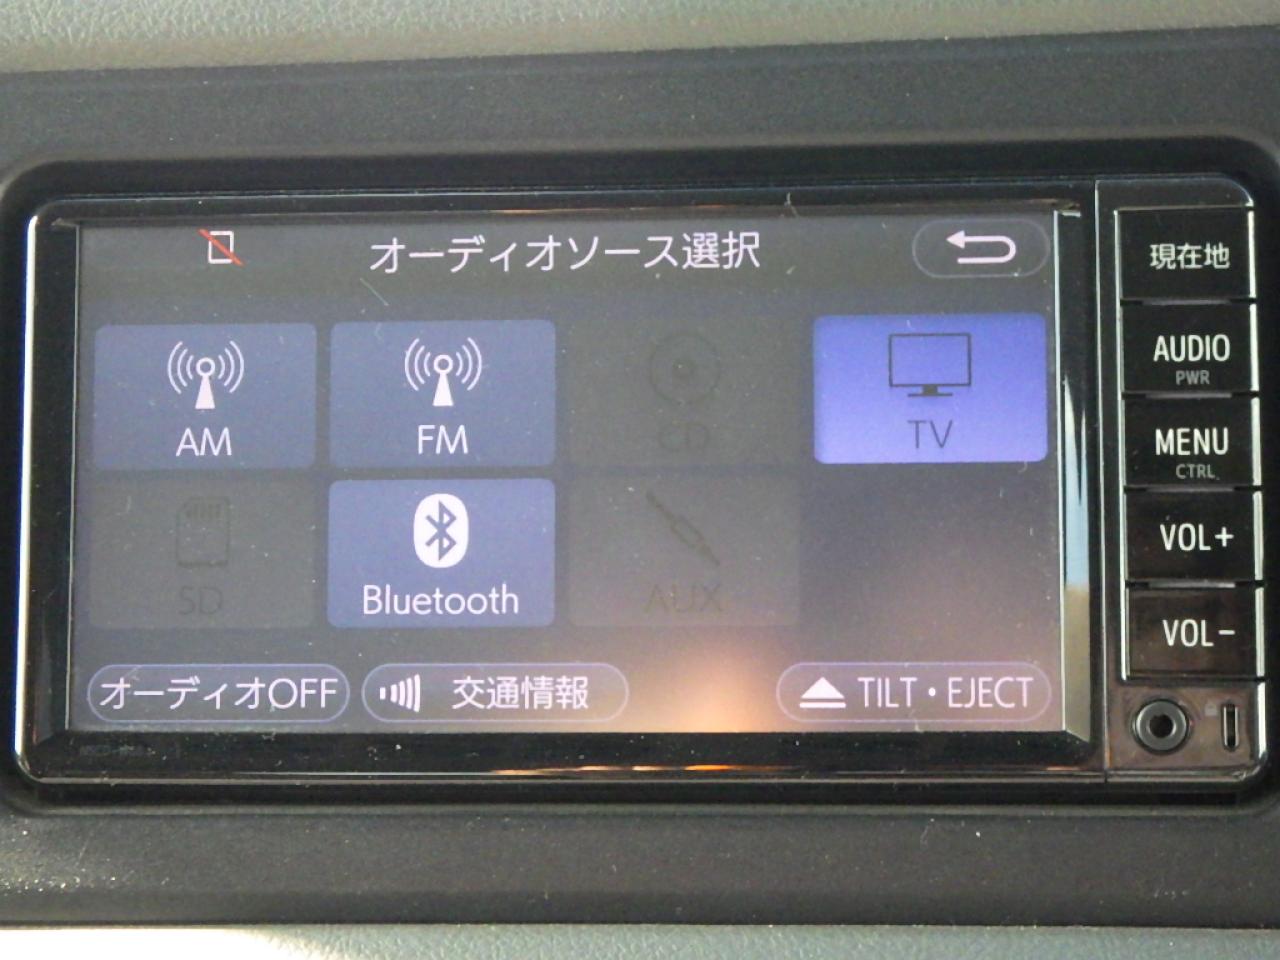 オーディオソース選択
AM
FM
CD
TV
SD
Bluetooth
AUX
オーディオOFF
交通情報
TILT・EJECT
現在地
AUDIO
PWR
MENU
CTRL
VOL+
VOL-